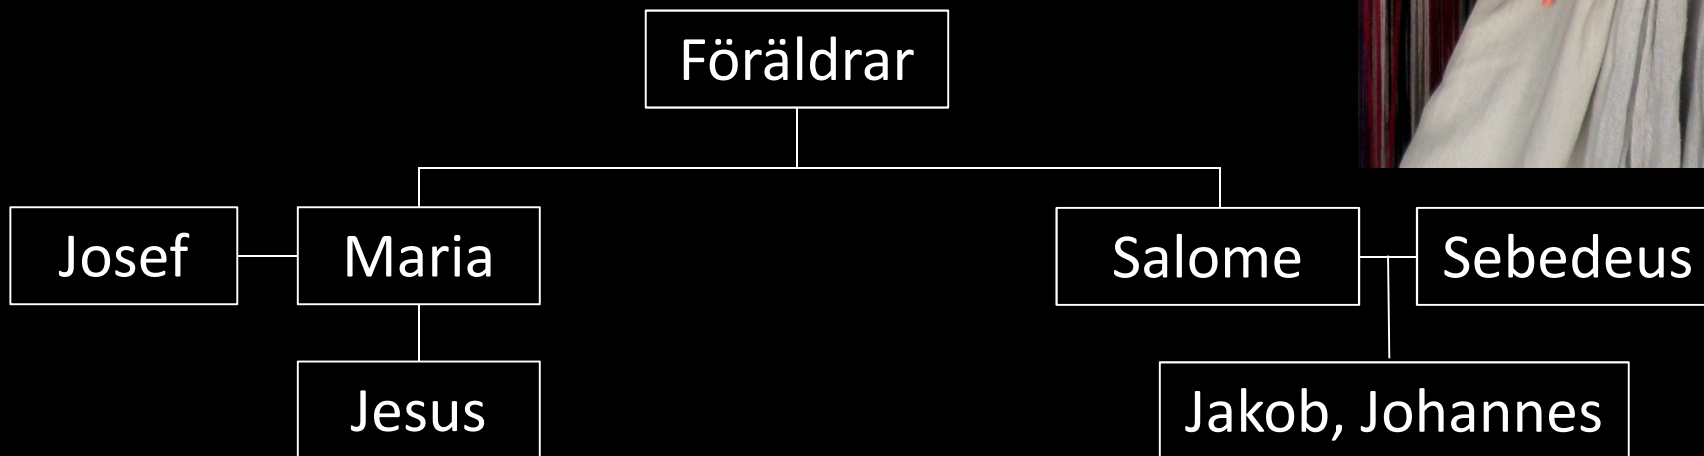 Föräldrar
Josef
Maria
Salome
Sebedeus
Jesus
Jakob, Johannes